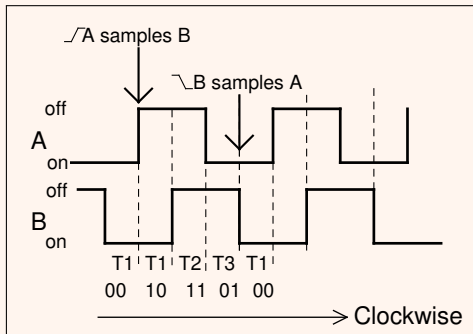 A samples B
B samples A
off
A
on
off
B
on
T1 T1 T2 T3 T1
00 10 11 01 00
Clockwise